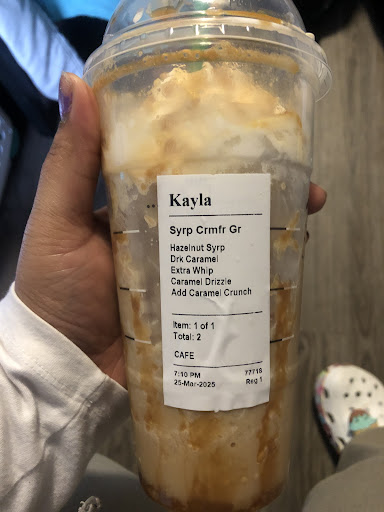 Kayla
Syrp Crmfr Gr
Hazelnut Syrp
Drk Caramel
Extra Whip
Caramel Drizzle
Add Caramel Crunch
Item: 1 of 1
Total: 2
CAFE
7:10 PM 77718
25-Mar-2025 Reg 1